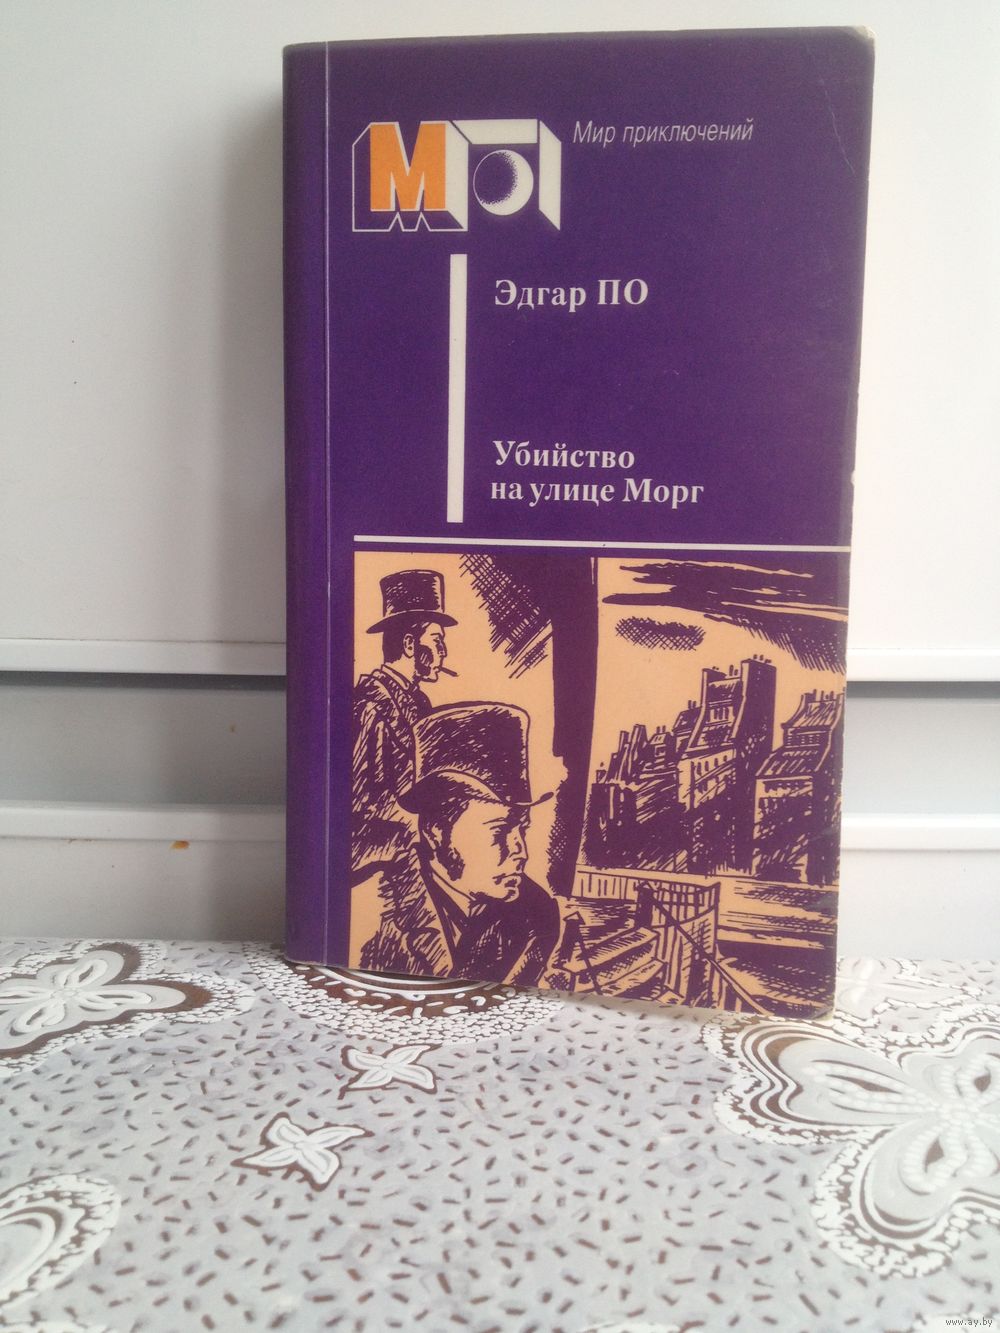 М
Мир приключений
Эдгар ПО
Убийство
на улице Морг
www.ay.by